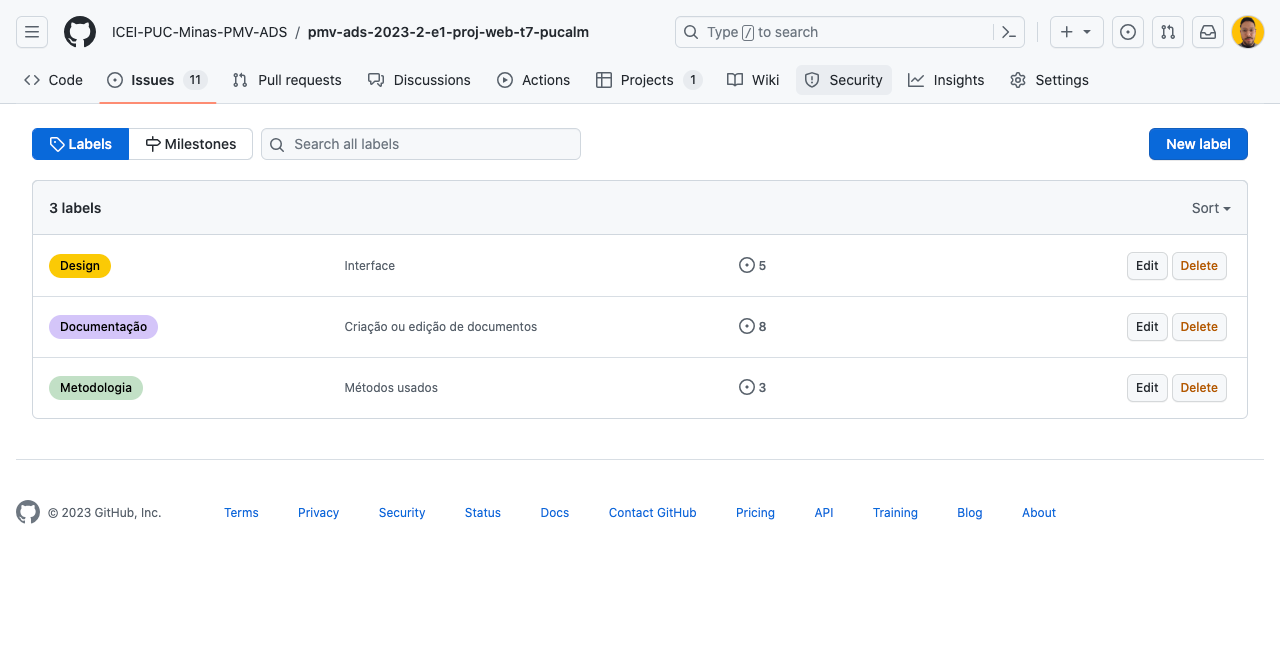 ICEI-PUC-Minas-PMV-ADS / pmv-ads-2023-2-e1-proj-web-t7-pucalm
Type / to search
Code
Issues 11
Pull requests
Discussions
Actions
Projects 1
Wiki
Security
Insights
Settings
Labels
Milestones
Search all labels
New label
3 labels
Sort
Design Interface 5 Edit Delete
Documentação Criação ou edição de documentos 8 Edit Delete
Metodologia Métodos usados 3 Edit Delete
© 2023 GitHub, Inc.
Terms
Privacy
Security
Status
Docs
Contact GitHub
Pricing
API
Training
Blog
About